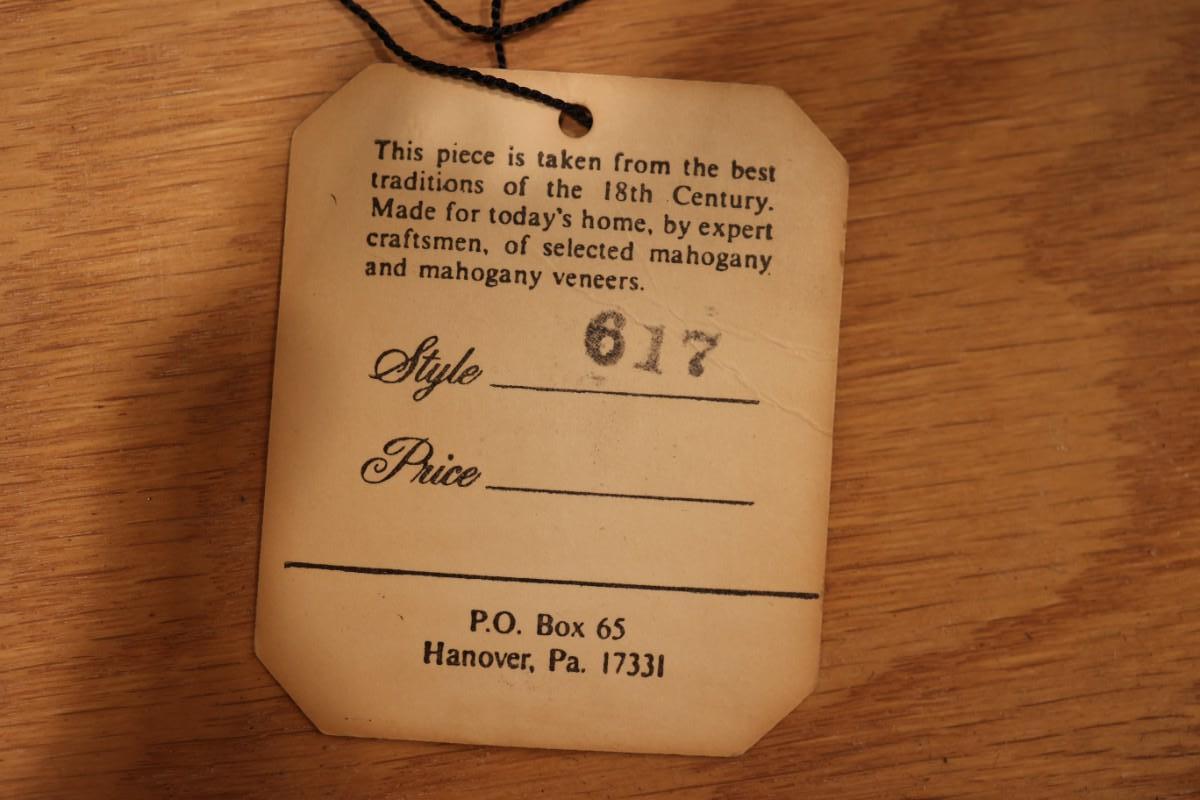 This piece is taken from the best
traditions of the 18th Century.
Made for today's home, by expert
craftsmen, of selected mahogany
and mahogany veneers.
Style 617
Price
P.O. Box 65
Hanover, Pa. 17331